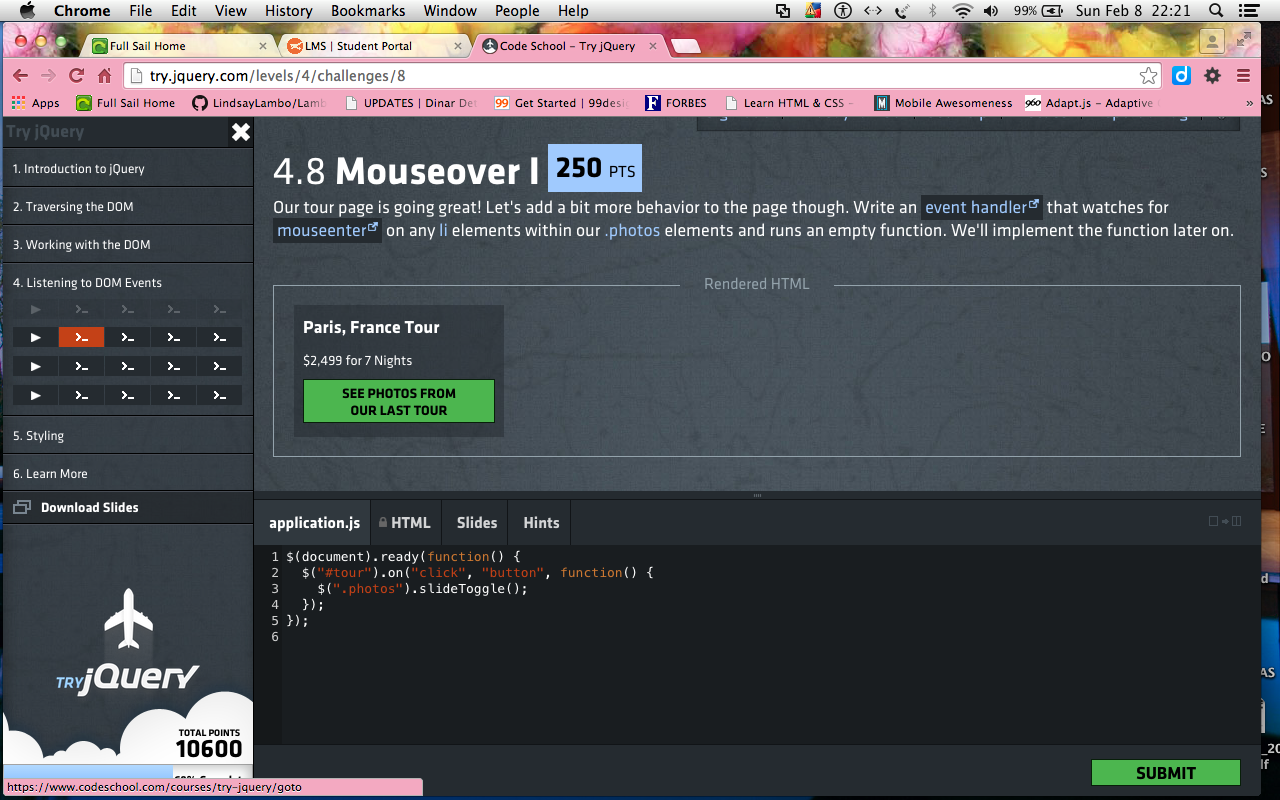 Chrome File Edit View History Bookmarks Window People Help 99% Sun Feb 8 22:21
Full Sail Home LMS | Student Portal Code School - Try jQuery
try.jquery.com/levels/4/challenges/8
Apps Full Sail Home LindsayLambo/Lamb UPDATES | Dinar De 99 Get Started | 99desi F FORBES Learn HTML & CSS - M Mobile Awesomeness 960 Adapt.js - Adaptive »
Try jQuery
1. Introduction to jQuery
2. Traversing the DOM
3. Working with the DOM
4. Listening to DOM Events
5. Styling
6. Learn More
Download Slides
TRY jQuery
TOTAL POINTS
10600
https://www.codeschool.com/courses/try-jquery/goto
4.8 Mouseover I 250 PTS
Our tour page is going great! Let's add a bit more behavior to the page though. Write an event handler that watches for
mouseenter on any li elements within our .photos elements and runs an empty function. We'll implement the function later on.
Rendered HTML
Paris, France Tour
$2,499 for 7 Nights
SEE PHOTOS FROM
OUR LAST TOUR
application.js HTML Slides Hints
1 $(document).ready(function() {
2 $("#tour").on("click", "button", function() {
3 $(".photos").slideToggle();
4 });
5 });
6
SUBMIT